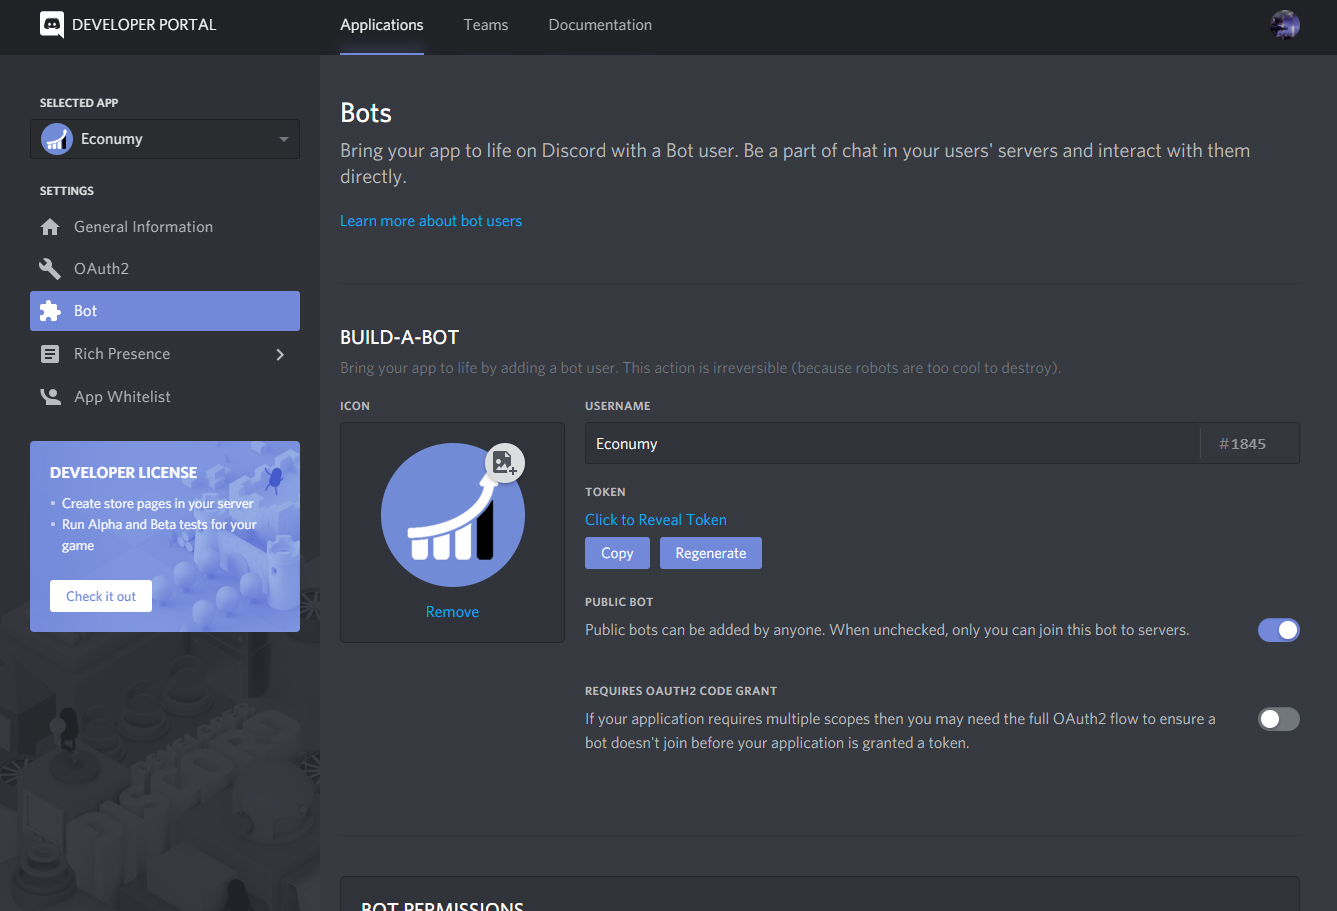 DEVELOPER PORTAL
Applications
Teams
Documentation
SELECTED APP
Econumy
SETTINGS
General Information
OAuth2
Bot
Rich Presence
App Whitelist
DEVELOPER LICENSE
• Create store pages in your server
• Run Alpha and Beta tests for your
game
Check it out
Bots
Bring your app to life on Discord with a Bot user. Be a part of chat in your users' servers and interact with them
directly.
Learn more about bot users
BUILD-A-BOT
Bring your app to life by adding a bot user. This action is irreversible (because robots are too cool to destroy).
ICON
Remove
USERNAME
Econumy
#1845
TOKEN
Click to Reveal Token
Copy
Regenerate
PUBLIC BOT
Public bots can be added by anyone. When unchecked, only you can join this bot to servers.
REQUIRES OAUTH2 CODE GRANT
If your application requires multiple scopes then you may need the full OAuth2 flow to ensure a
bot doesn't join before your application is granted a token.
BOT PERMISSIONS